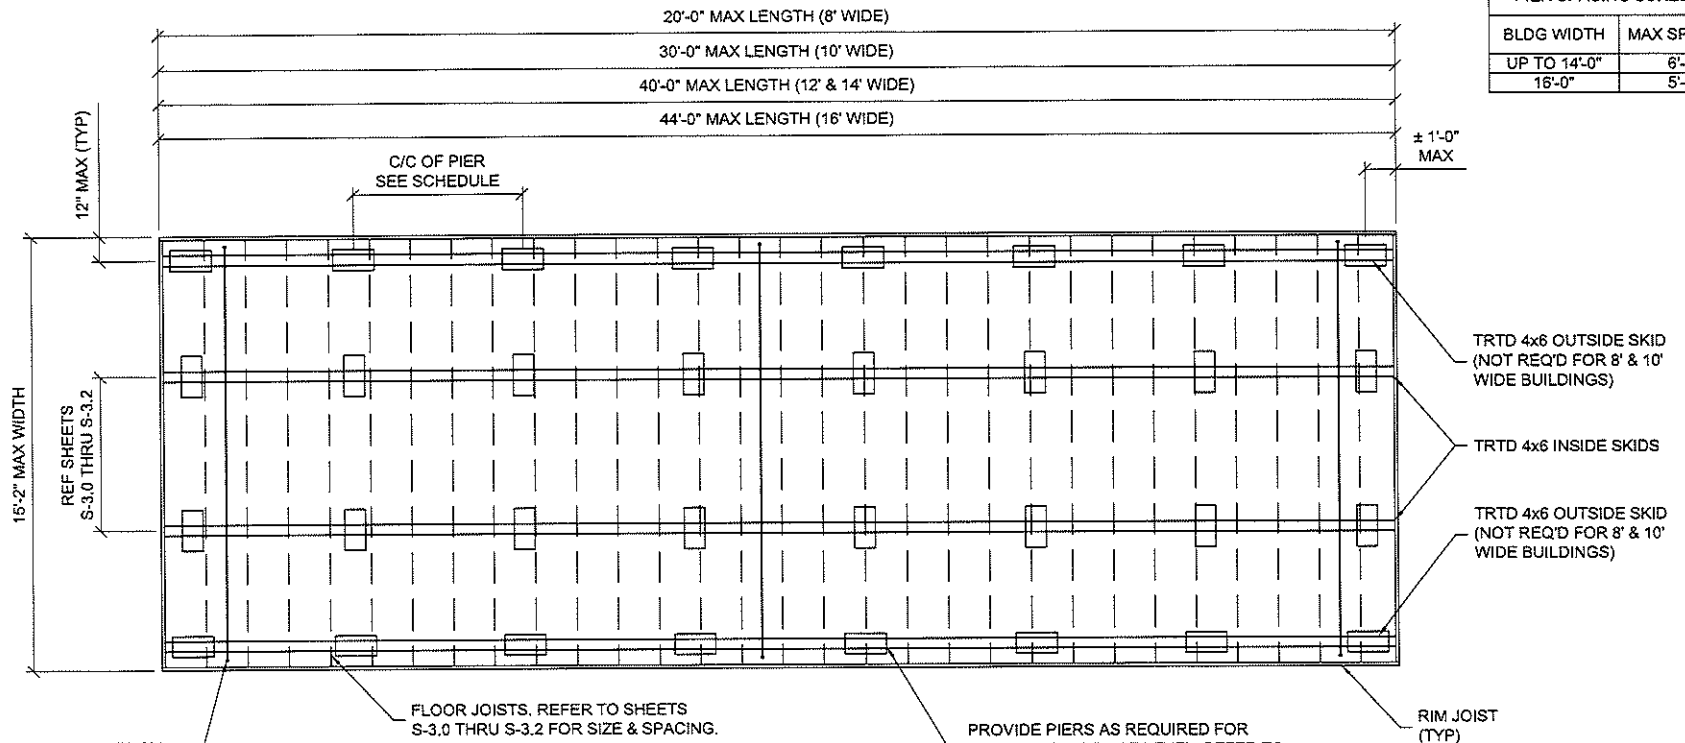 20'-0" MAX LENGTH (8' WIDE)
30'-0" MAX LENGTH (10' WIDE)
40'-0" MAX LENGTH (12' & 14' WIDE)
44'-0" MAX LENGTH (16' WIDE)
BLDG WIDTH MAX
UP TO 14'-0" 6'-
16'-0" 5'-
12" MAX (TYP)
C/C OF PIER
SEE SCHEDULE
± 1'-0"
MAX
15'-2" MAX WIDTH
REF SHEETS
S-3.0 THRU S-3.2
TRTD 4x6 OUTSIDE SKID
(NOT REQ'D FOR 8' & 10'
WIDE BUILDINGS)
TRTD 4x6 INSIDE SKIDS
TRTD 4x6 OUTSIDE SKID
(NOT REQ'D FOR 8' & 10'
WIDE BUILDINGS)
FLOOR JOISTS, REFER TO SHEETS
S-3.0 THRU S-3.2 FOR SIZE & SPACING.
PROVIDE PIERS AS REQUIRED FOR
RIM JOIST
(TYP)